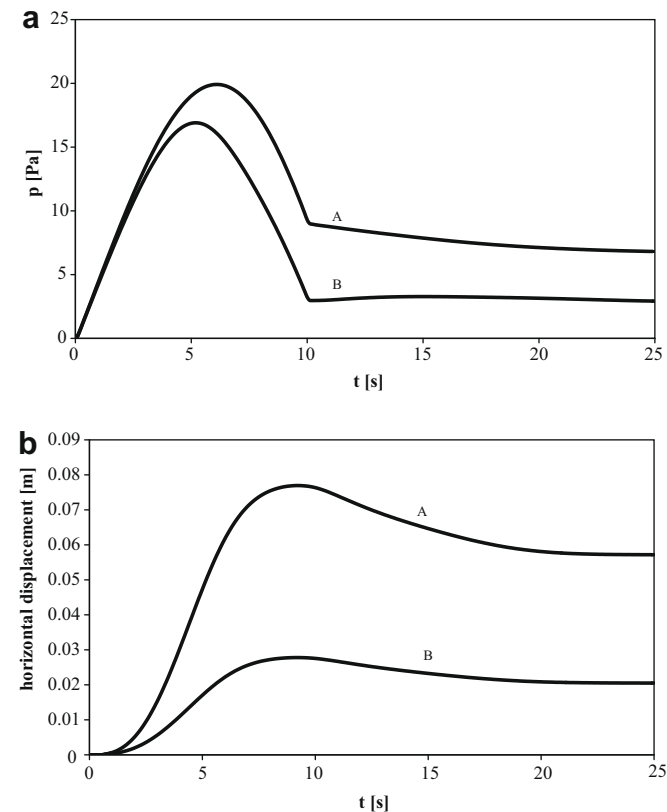 a
25
20
15
10
5
0
p [Pa]
A
B
0 5 10 15 20 25
t [s]
b
0.09
0.08
0.07
0.06
0.05
0.04
0.03
0.02
0.01
0
horizontal displacement [m]
A
B
0 5 10 15 20 25
t [s]